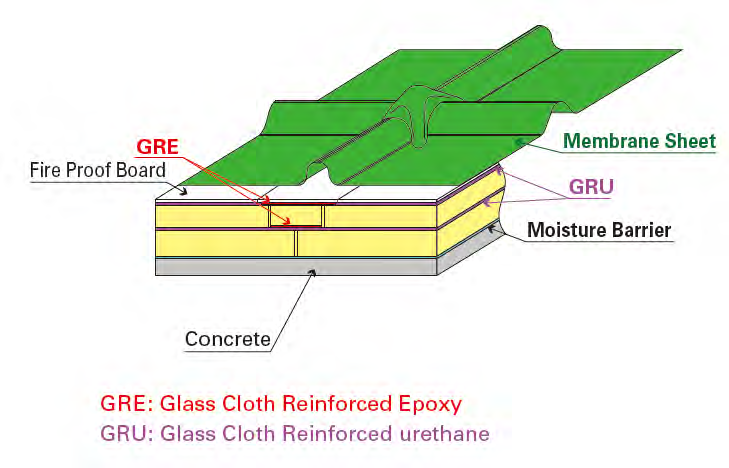 GRE
Fire Proof Board
Membrane Sheet
GRU
Moisture Barrier
Concrete
GRE: Glass Cloth Reinforced Epoxy
GRU: Glass Cloth Reinforced urethane